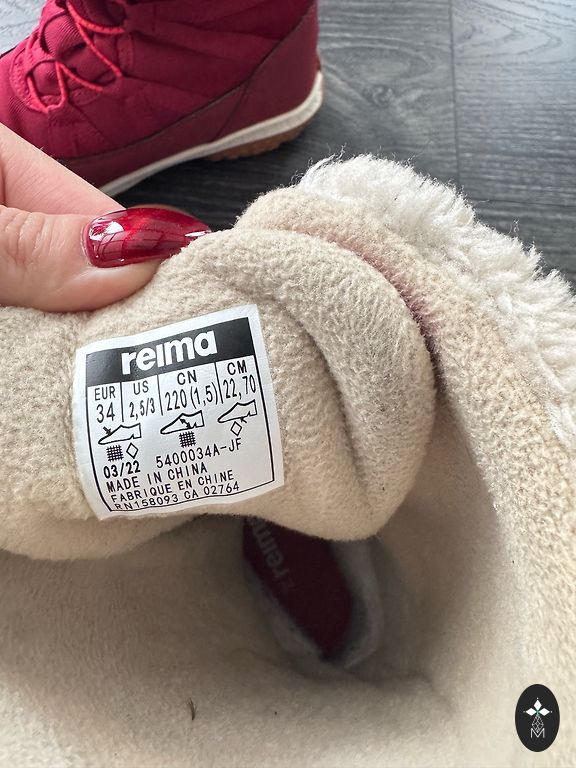 reima
EUR US CN CM
34 2,5/3 220(1,5) 22,70
03/22 5400034A-JF
MADE IN CHINA
FABRIQUE EN CHINE
RN158093 CA 02764
reima
M